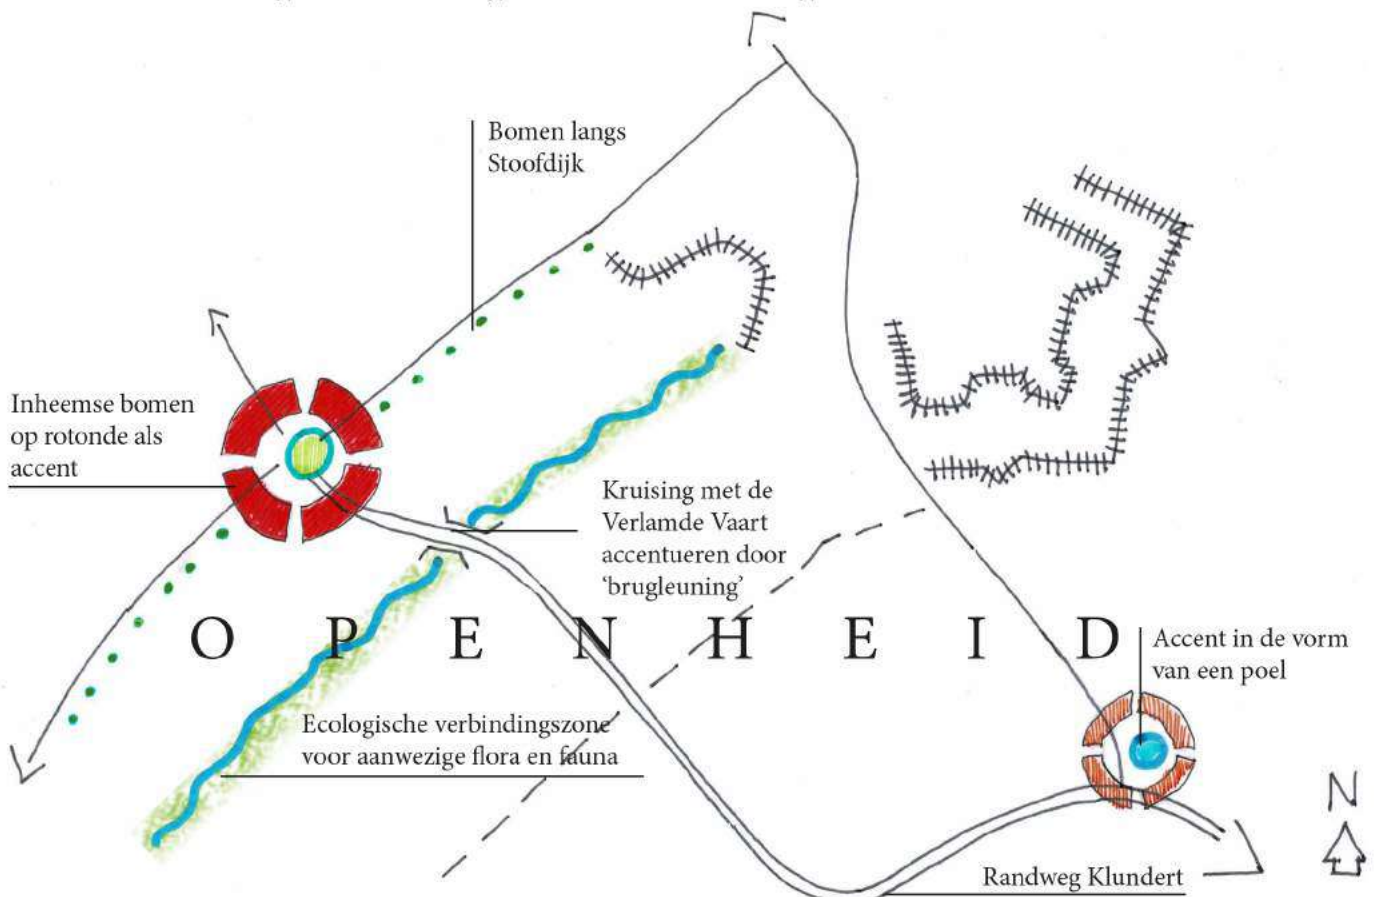 Bomen langs
Stoofdijk
Inheemse bomen
op rotonde als
accent
Kruising met de
Verlamde Vaart
accentueren door
‘brugleuning’
OPENHEID
Accent in de vorm
van een poel
Ecologische verbindingszone
voor aanwezige flora en fauna
N
Randweg Klundert